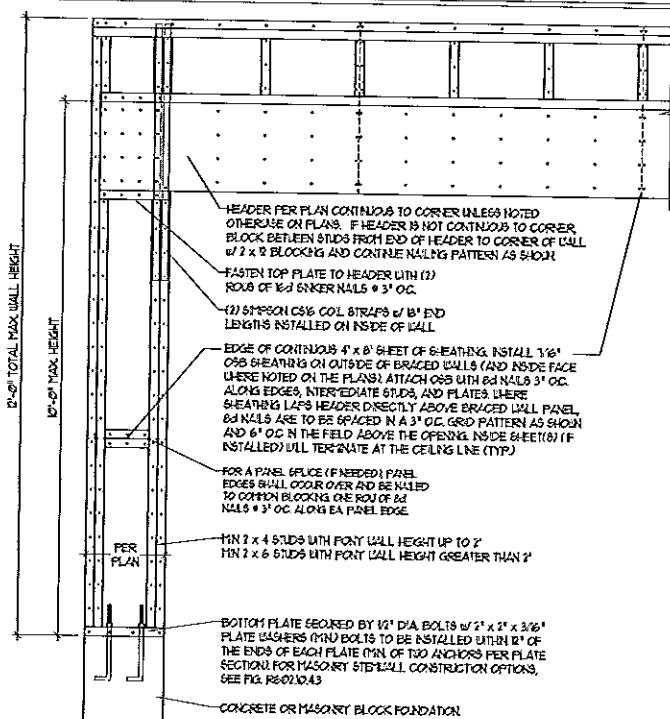 HEADER PER PLAN CONTINUOUS TO CORNER UNLESS NOTED
OTHERWISE ON PLANS. IF HEADER IS NOT CONTINUOUS TO CORNER,
BLOCK BETWEEN STUDS FROM END OF HEADER TO CORNER OF WALL
w/ 2 x 12 BLOCKING AND CONTINUE NAILING PATTERN AS SHOWN
FASTEN TOP PLATE TO HEADER WITH (2)
ROWS OF 16d SINKER NAILS @ 3" O.C.
(2) SIMPSON CS16 COIL STRAPS w/ 18" END
LENGTHS INSTALLED ON INSIDE OF WALL
EDGE OF CONTINUOUS 4' x 8' SHEET OF SHEATHING. INSTALL 7/16"
OSB SHEATHING ON OUTSIDE OF BRACED WALLS (AND INSIDE FACE
WHERE NOTED ON THE PLANS). ATTACH OSB WITH 8d NAILS 3" O.C.
ALONG EDGES, INTERMEDIATE STUDS, AND PLATES. WHERE
SHEATHING LAPS HEADER DIRECTLY ABOVE BRACED WALL PANEL,
8d NAILS ARE TO BE SPACED IN A 3" O.C. GRID PATTERN AS SHOWN
AND 6" O.C. IN THE FIELD ABOVE THE OPENING. INSIDE SHEET(S) (IF
INSTALLED) WILL TERMINATE AT THE CEILING LINE (TYP.)
FOR A PANEL SPLICE (IF NEEDED) PANEL
EDGES SHALL OCCUR OVER AND BE NAILED
TO COMMON BLOCKING. ONE ROW OF 8d
NAILS @ 3" O.C. ALONG EA. PANEL EDGE.
MIN 2 x 4 STUDS WITH PONY WALL HEIGHT UP TO 2'
MIN 2 x 6 STUDS WITH PONY WALL HEIGHT GREATER THAN 2'
PER
PLAN
BOTTOM PLATE SECURED BY 1/2" DIA. BOLTS w/ 2" x 2" x 3/16"
PLATE WASHERS (MIN.) BOLTS TO BE INSTALLED WITHIN 12" OF
THE ENDS OF EACH PLATE (MIN. OF TWO ANCHORS PER PLATE
SECTION). FOR MASONRY STEMWALL CONSTRUCTION OPTIONS,
SEE FIG. R602.10.4.3
CONCRETE OR MASONRY BLOCK FOUNDATION
12'-0" TOTAL MAX. WALL HEIGHT
10'-0" MAX. HEIGHT